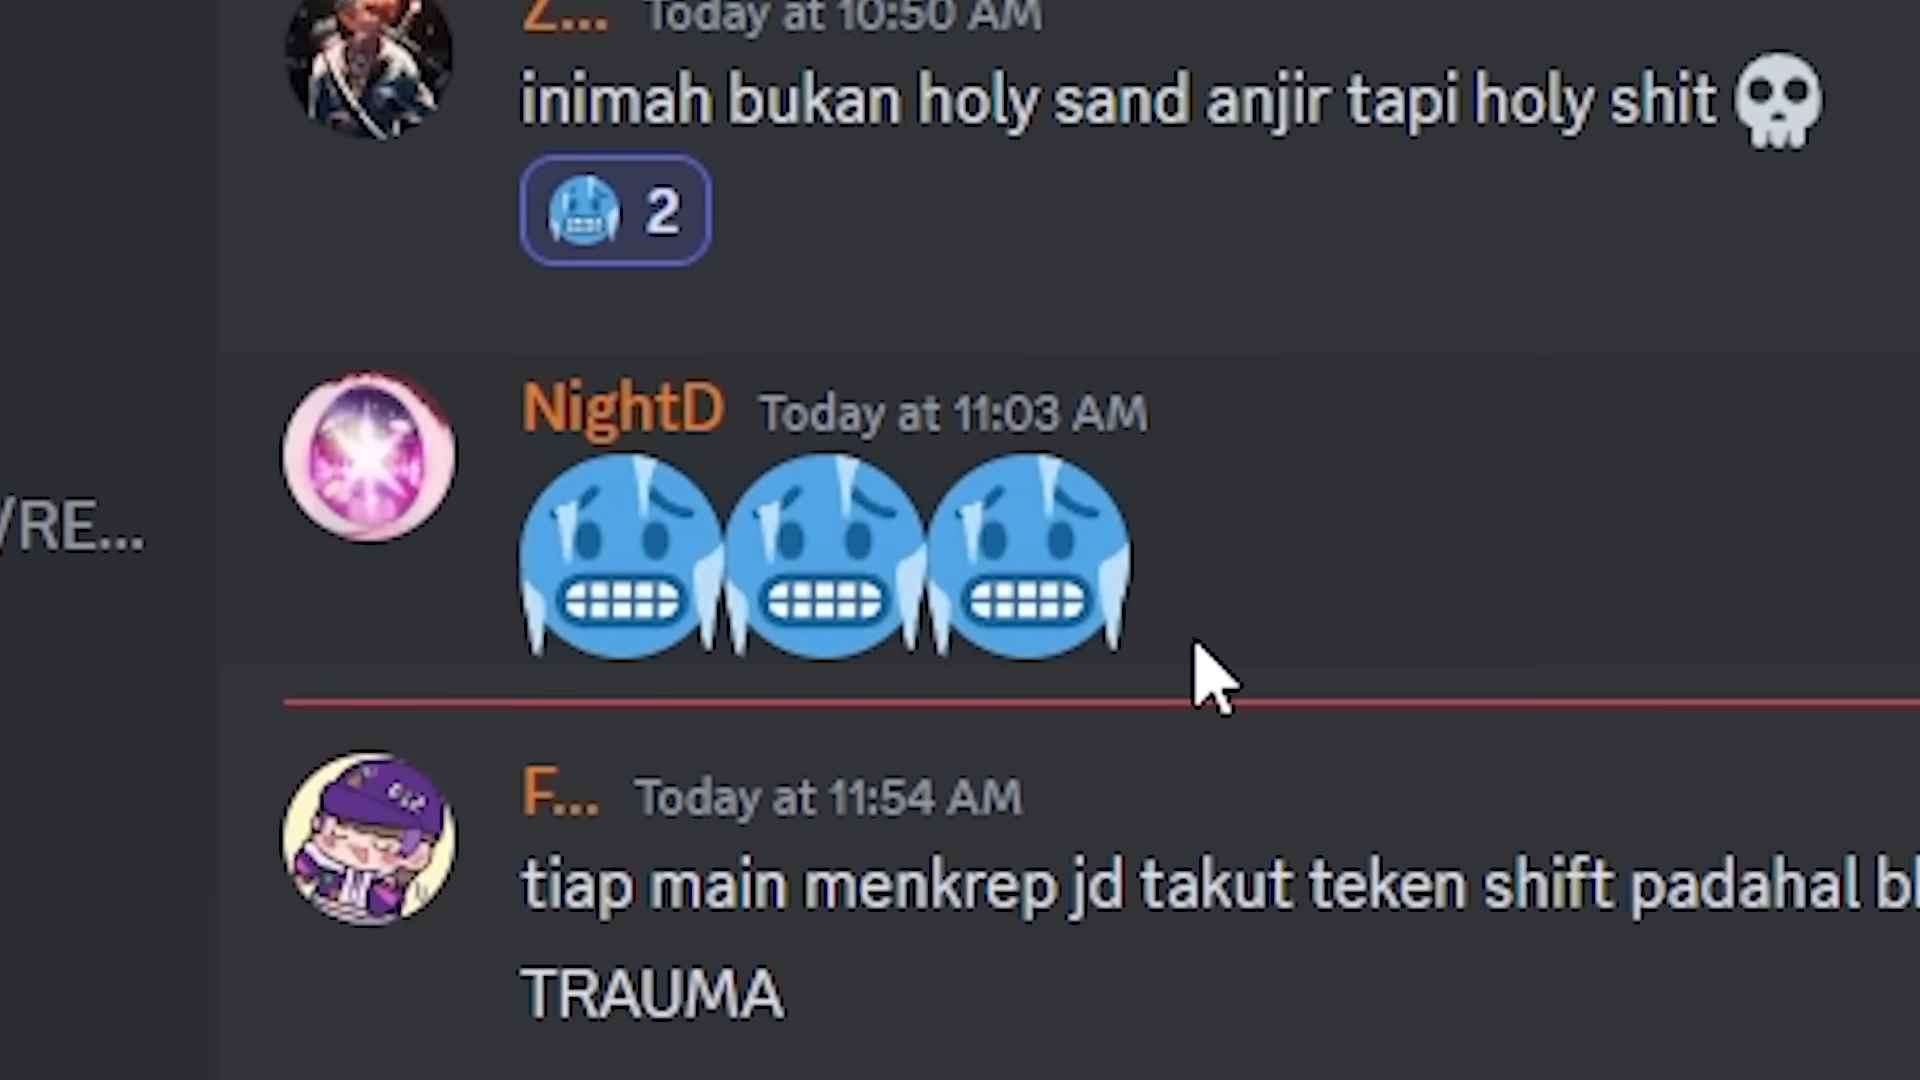 Z... Today at 10:50 AM
inimah bukan holy sand anjir tapi holy shit 💀
🥶 2
NightD Today at 11:03 AM
🥶🥶🥶
/RE...
F... Today at 11:54 AM
tiap main menkrep jd takut teken shift padahal
TRAUMA